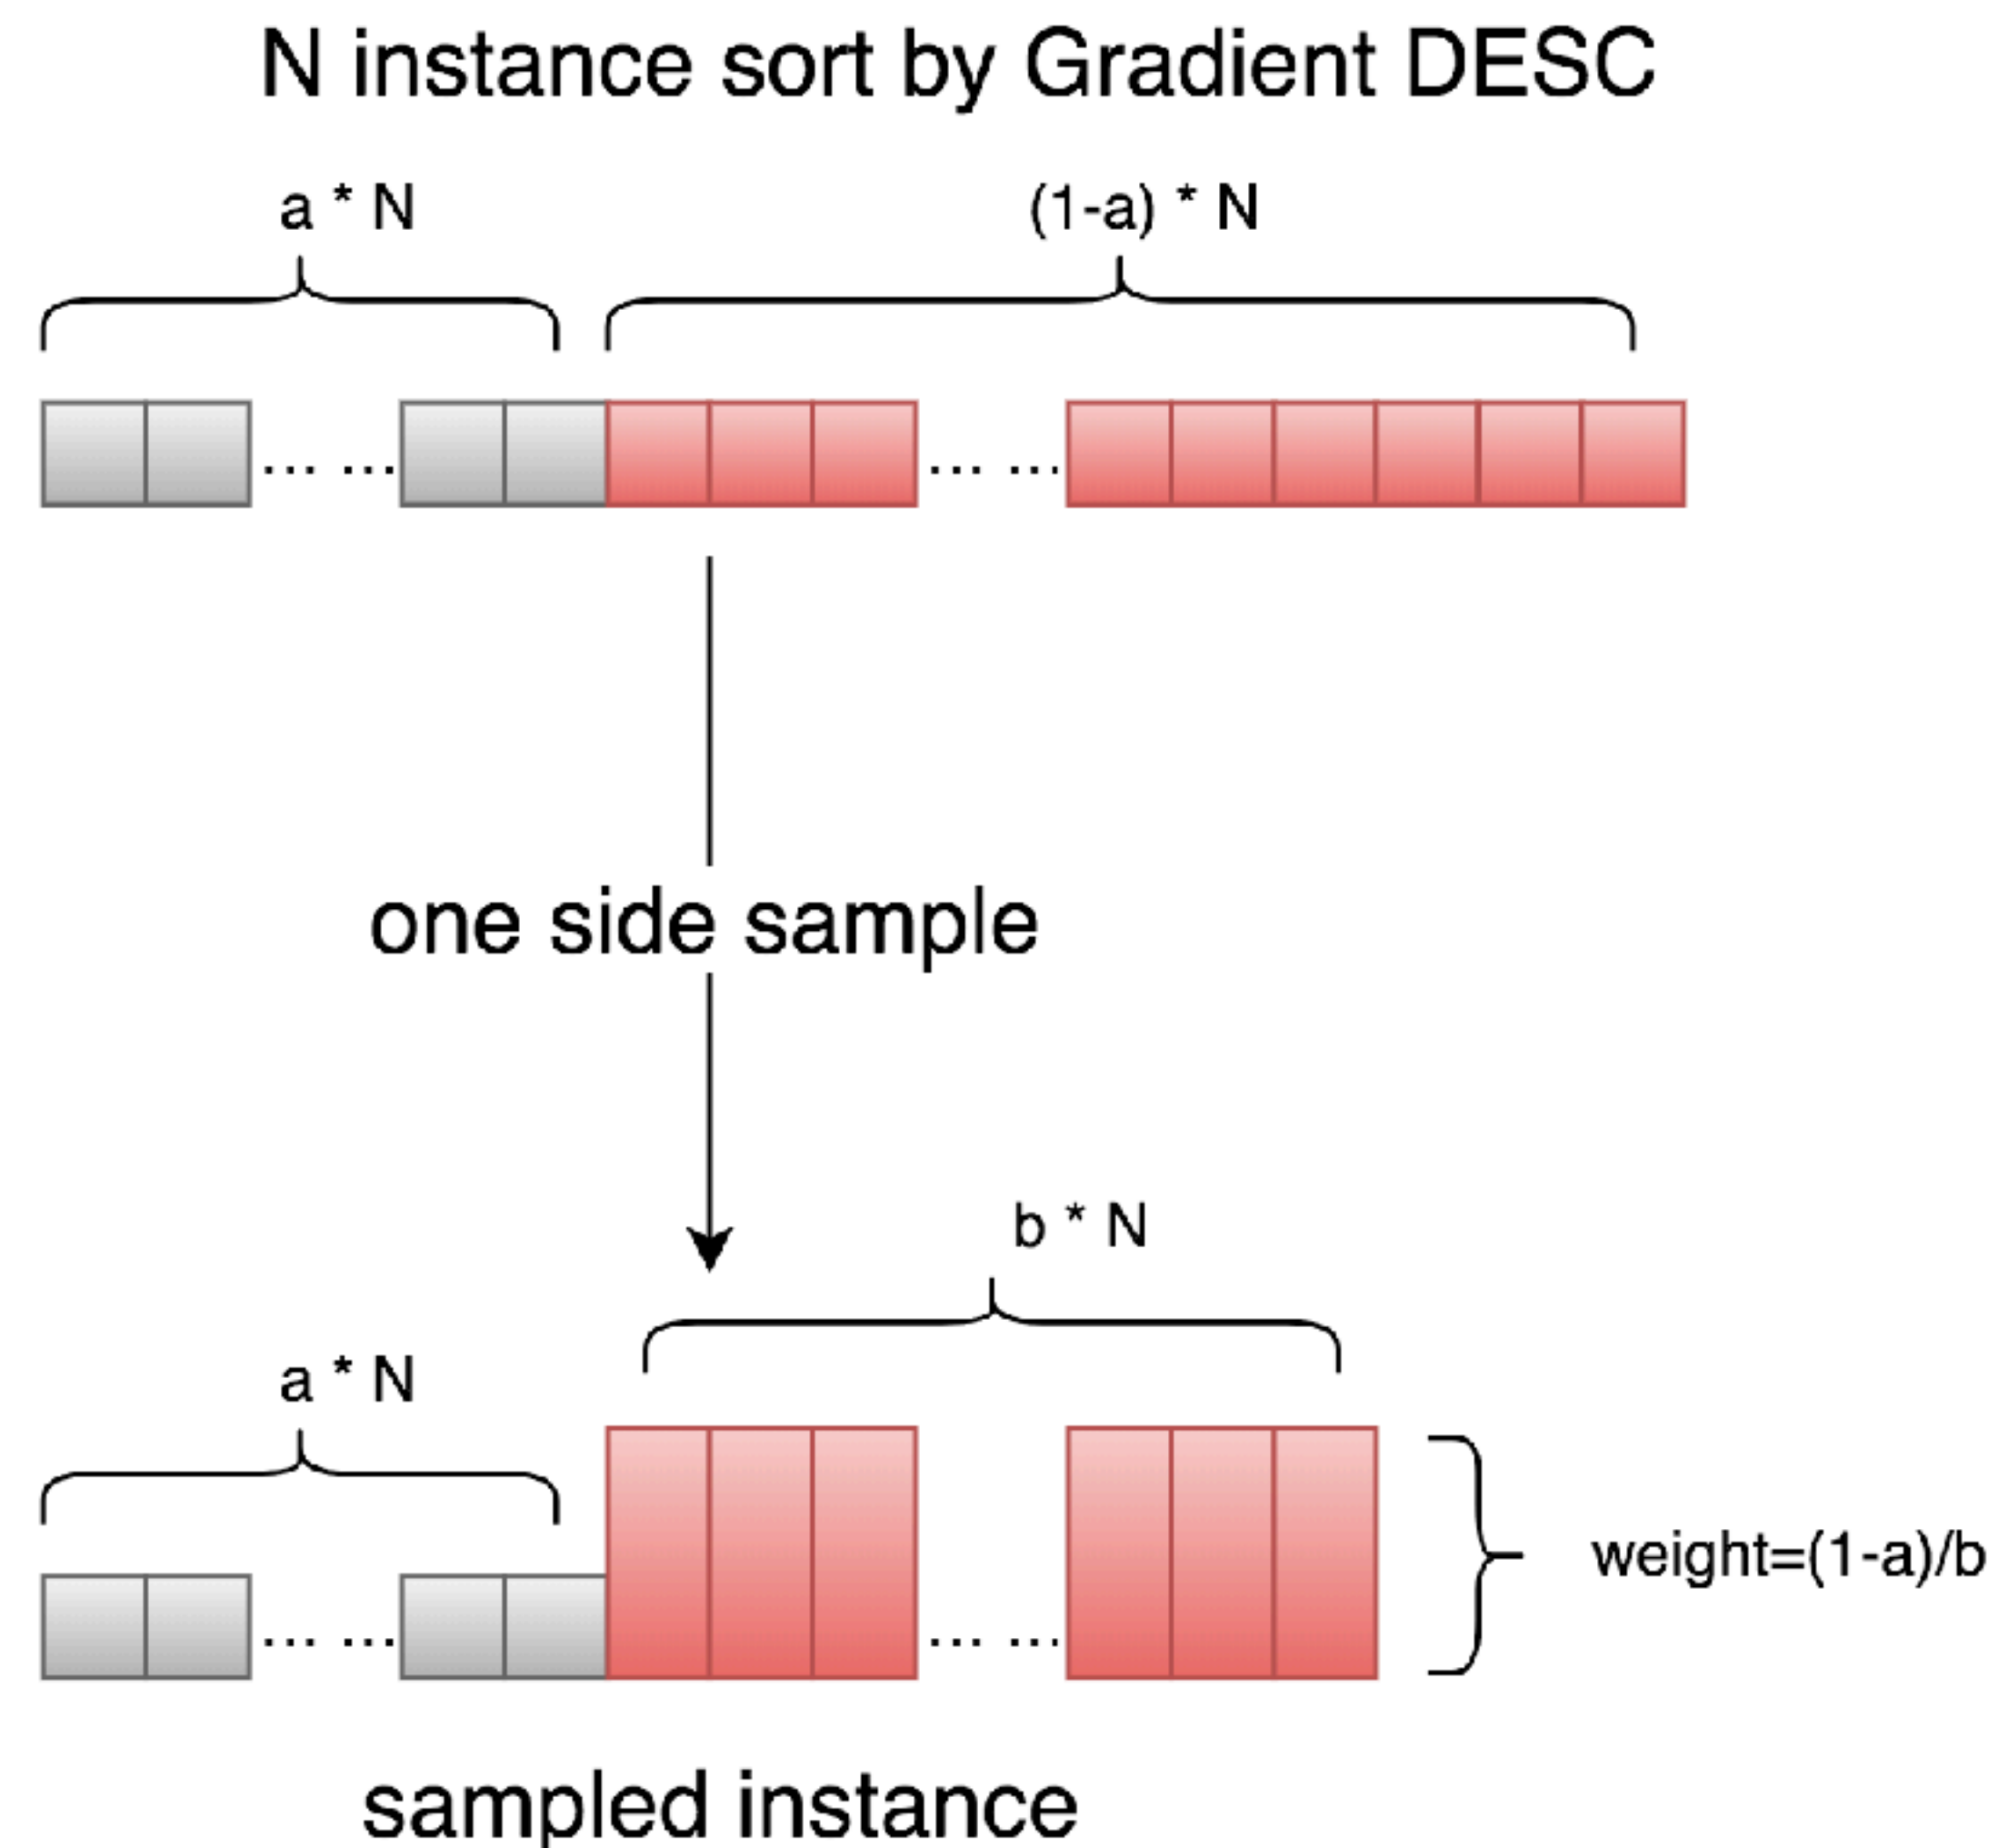 N instance sort by Gradient DESC
a * N
(1-a) * N
... ...
... ...
one side sample
b * N
a * N
... ...
... ...
weight=(1-a)/b
sampled instance